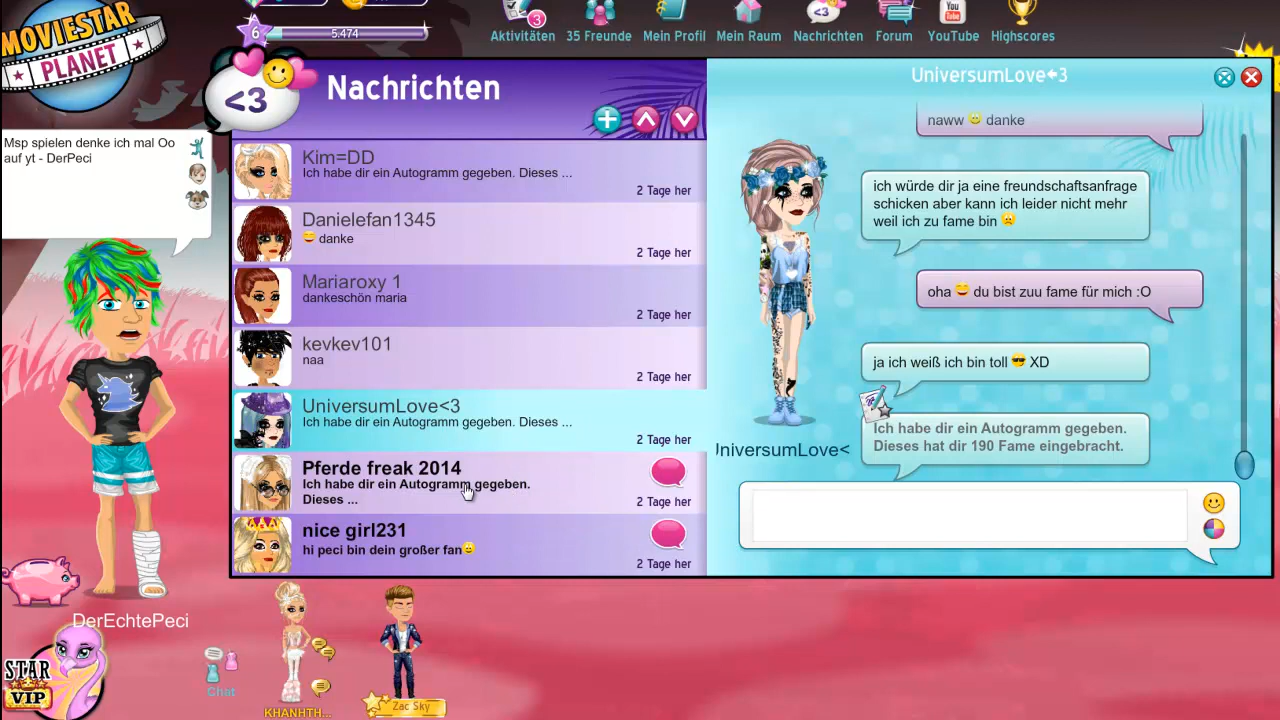 MOVIESTAR
PLANET
6
5.474
3
<3
Aktivitäten
35 Freunde
Mein Profil
Mein Raum
Nachrichten
Forum
You
Tube
YouTube
Highscores
Msp spielen denke ich mal Oo
auf yt - DerPeci
<3
Nachrichten
Kim=DD
Ich habe dir ein Autogramm gegeben. Dieses ...
2 Tage her
Danielefan1345
danke
2 Tage her
Mariaroxy 1
dankeschön maria
2 Tage her
kevkev101
naa
2 Tage her
UniversumLove<3
Ich habe dir ein Autogramm gegeben. Dieses ...
2 Tage her
Pferde freak 2014
Ich habe dir ein Autogramm gegeben.
Dieses ...
2 Tage her
nice girl231
hi peci bin dein großer fan
2 Tage her
UniversumLove<3
naww danke
ich würde dir ja eine freundschaftsanfrage
schicken aber kann ich leider nicht mehr
weil ich zu fame bin
oha du bist zuu fame für mich :O
ja ich weiß ich bin toll XD
Ich habe dir ein Autogramm gegeben.
Dieses hat dir 190 Fame eingebracht.
UniversumLove<
DerEchtePeci
STAR
VIP
Chat
KHANHTH...
Zac Sky